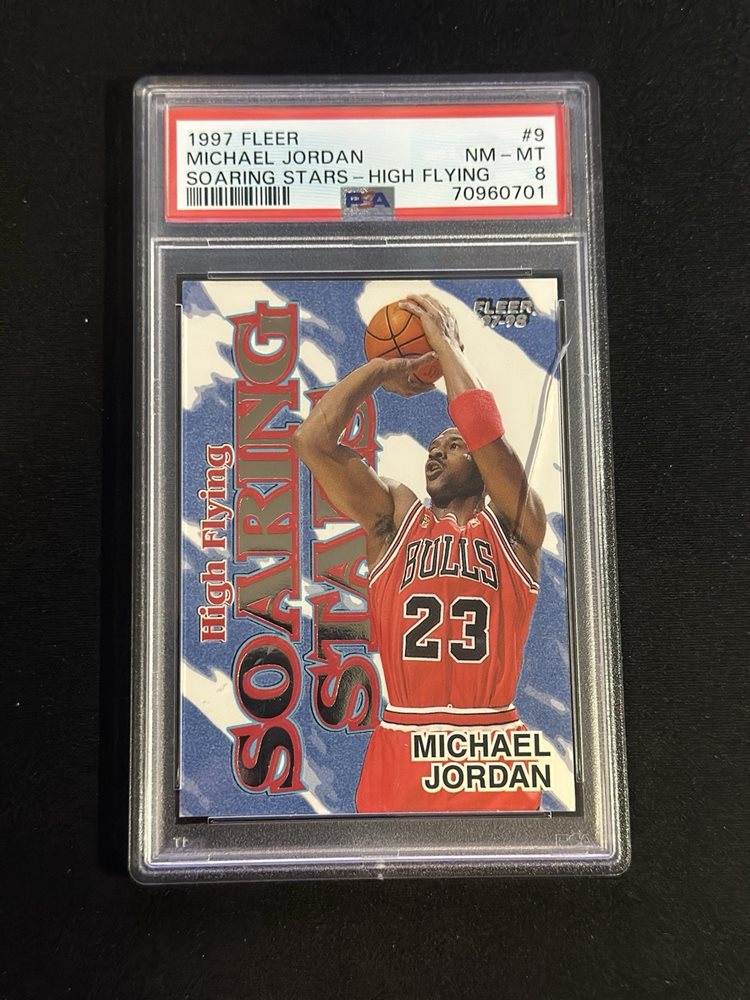 1997 FLEER #9
MICHAEL JORDAN NM – MT
SOARING STARS – HIGH FLYING 8
PSA 70960701
FLEER
97-98
High Flying
SOARING
STARS
BULLS
23
MICHAEL
JORDAN